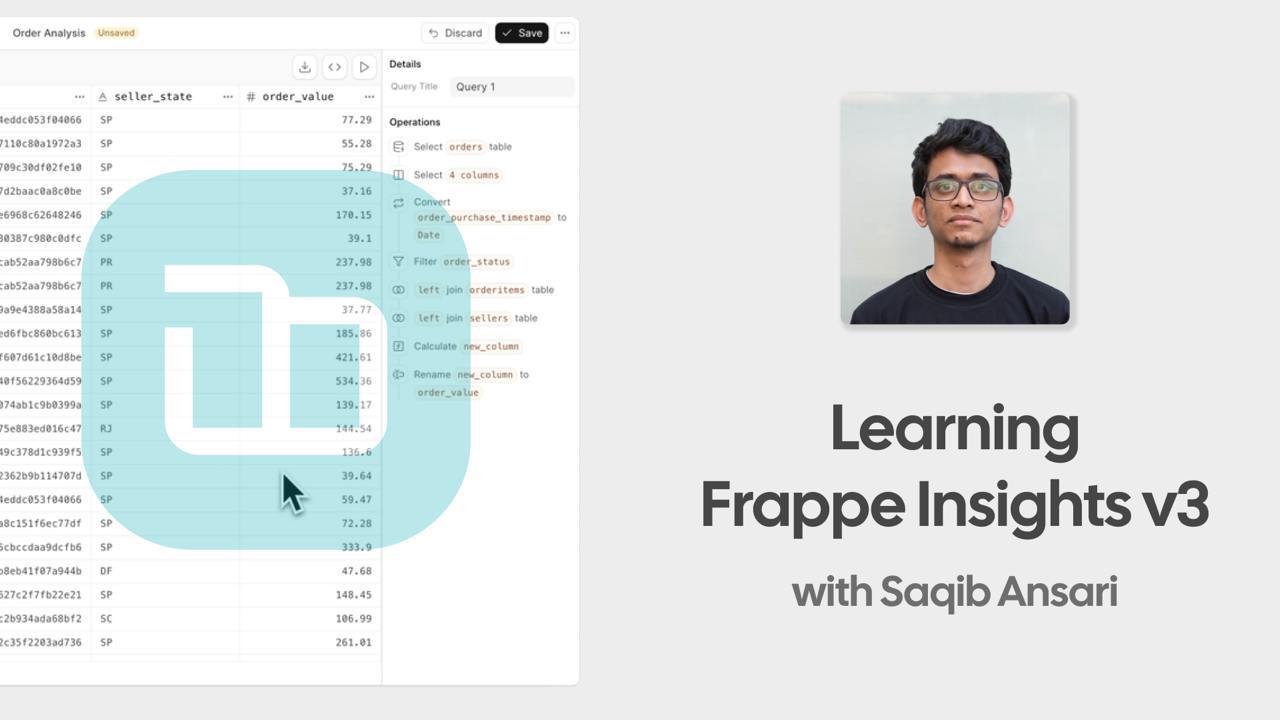 Order Analysis Unsaved Discard Save
Details
Query Title Query 1
seller_state order_value
4eddc053f04066 SP 77.29
7110c80a1972a3 SP 55.28
709c30df02fe10 SP 75.29
7d2baac0a8c0be SP 37.16
e6968c62648246 SP 170.15
30387c980c0dfc SP 39.1
cab52aa798b6c7 PR 237.98
cab52aa798b6c7 PR 237.98
9a9e4388a58a14 SP 37.77
ed6fbc860bc613 SP 185.86
f607d61c10d8be SP 421.61
40f56229364d59 SP 534.36
074ab1c9b0399a SP 139.17
75e883ed016c47 RJ 144.54
49c378d1c939f5 SP 136.6
2362b9b114707d SP 39.64
4eddc053f04066 SP 59.47
a8c151f6ec77df SP 72.28
5cbccdaa9dcfb6 SP 333.9
b8eb41f07a944b DF 47.68
627c2f7fb22e21 SP 148.45
c2b934ada68bf2 SC 106.99
2c35f2203ad736 SP 261.01
Operations
Select orders table
Select 4 columns
Convert
order_purchase_timestamp to
Date
Filter order_status
left join orderitems table
left join sellers table
Calculate new_column
Rename new_column to
order_value
Learning
Frappe Insights v3
with Saqib Ansari